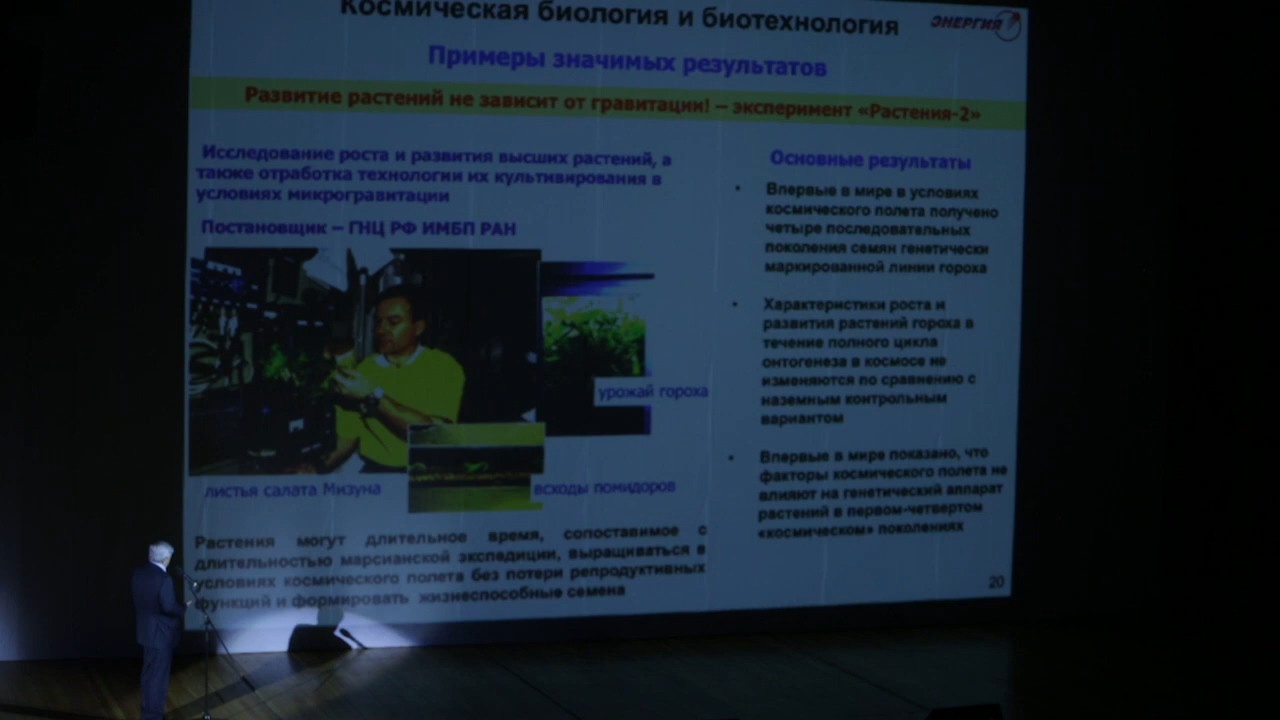 Космическая биология и биотехнология
ЭНЕРГИЯ
Примеры значимых результатов
Развитие растений не зависит от гравитации! – эксперимент «Растения-2»
Исследование роста и развития высших растений, а
также отработка технологии их культивирования в
условиях микрогравитации
Постановщик – ГНЦ РФ ИМБП РАН
урожай гороха
листья салата Мизуна
всходы помидоров
Растения могут длительное время, сопоставимое с
длительностью марсианской экспедиции, выращиваться в
условиях космического полета без потери репродуктивных
функций и формировать жизнеспособные семена
Основные результаты
• Впервые в мире в условиях
космического полета получено
четыре последовательных
поколения семян генетически
маркированной линии гороха
• Характеристики роста и
развития растений гороха в
течение полного цикла
онтогенеза в космосе не
изменяются по сравнению с
наземным контрольным
вариантом
• Впервые в мире показано, что
факторы космического полета не
влияют на генетический аппарат
растений в первом-четвертом
«космическом» поколениях
20